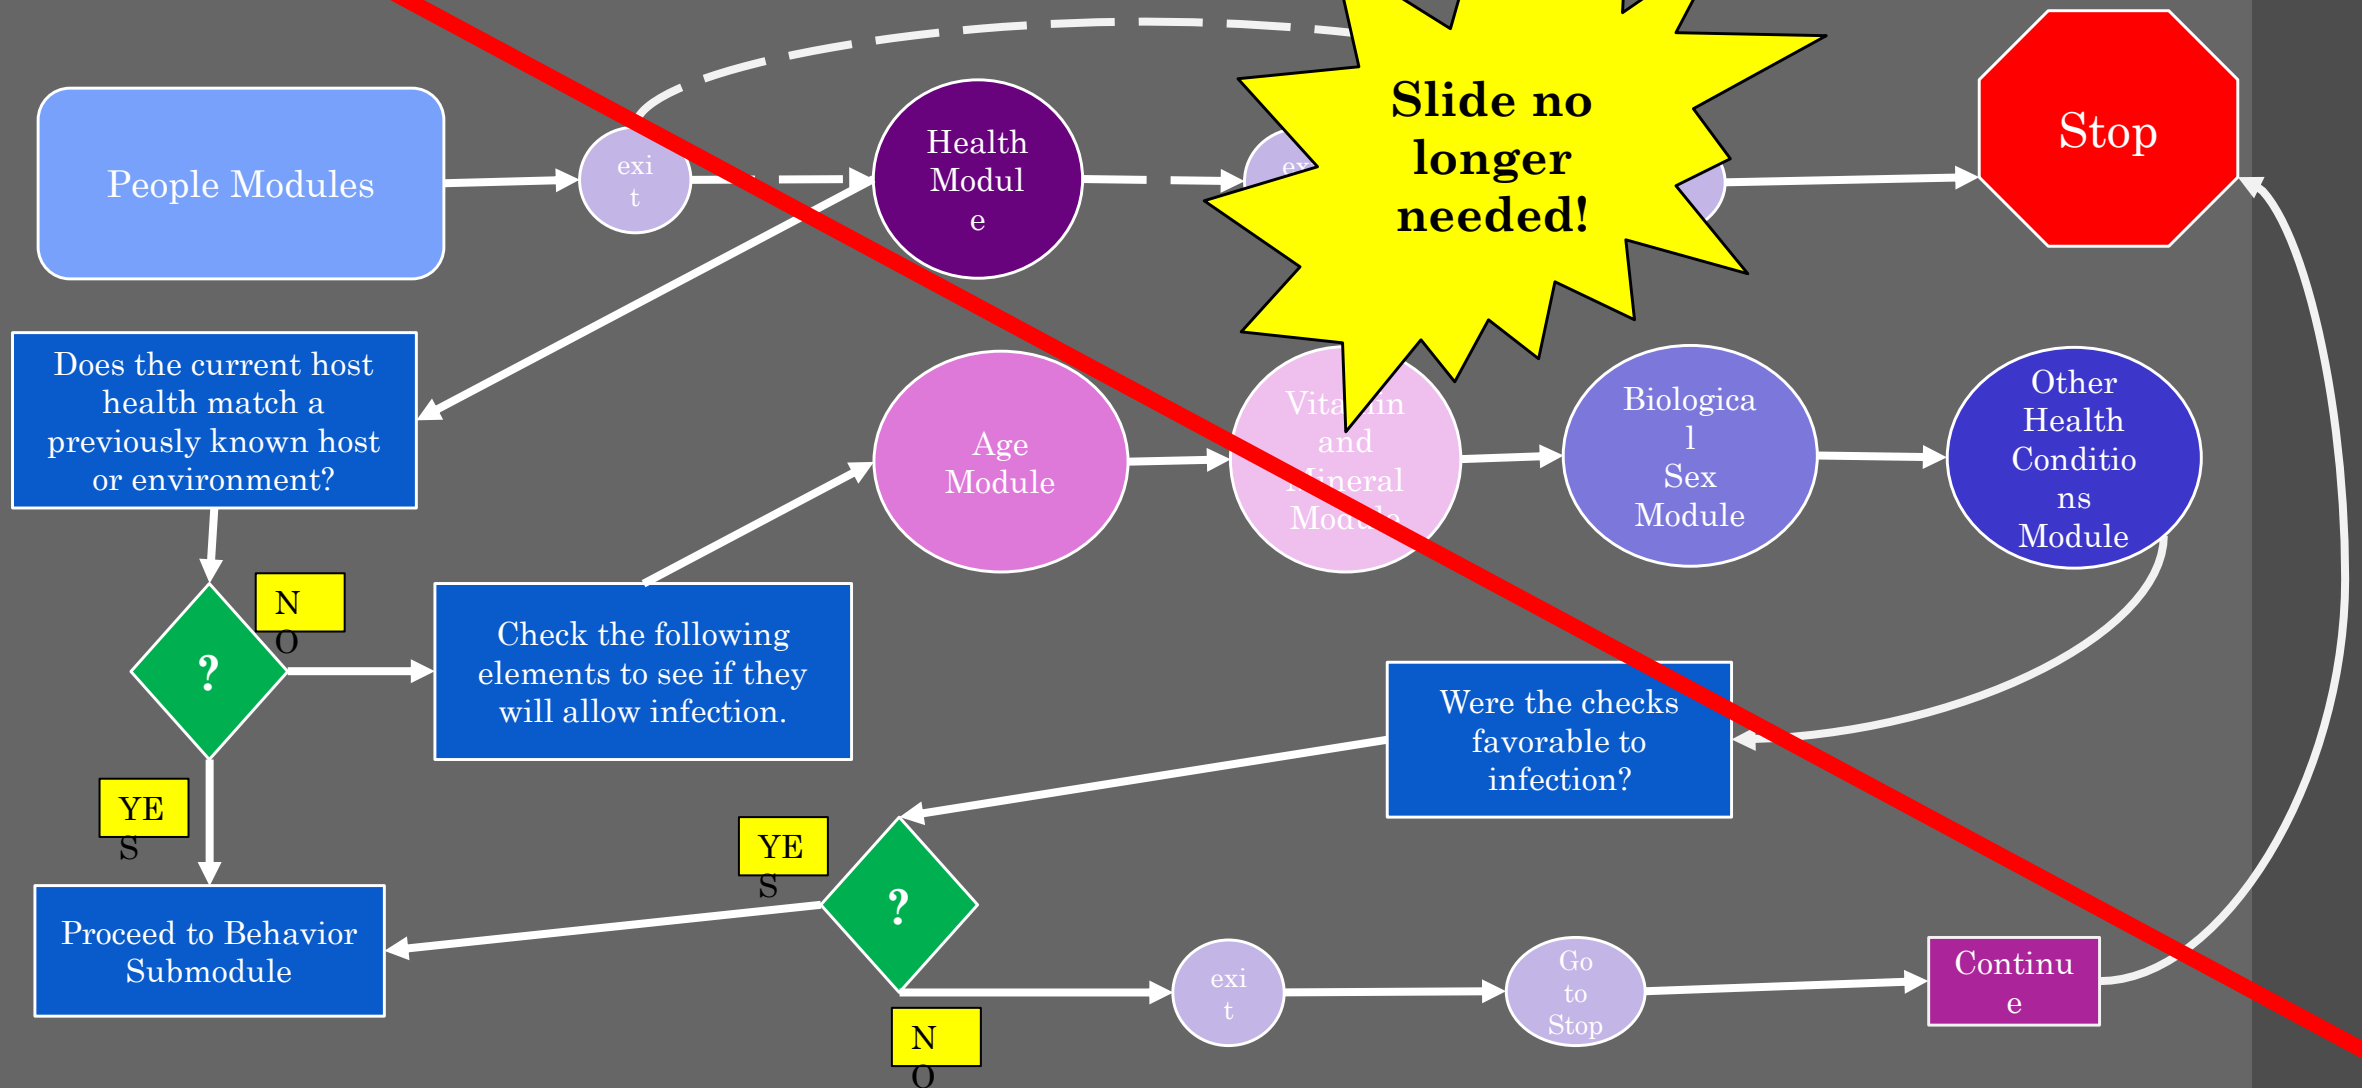 People Modules
exi
t
Health
Modul
e
Slide no
longer
needed!
Stop
Does the current host
health match a
previously known host
or environment?
Age
Module
and
Mineral
Module
Biologica
l
Sex
Module
Other
Health
Conditio
ns
Module
N
O
?
Check the following
elements to see if they
will allow infection.
Were the checks
favorable to
infection?
YE
S
YE
S
?
Proceed to Behavior
Submodule
exi
t
Go
to
Stop
Continu
e
N
O